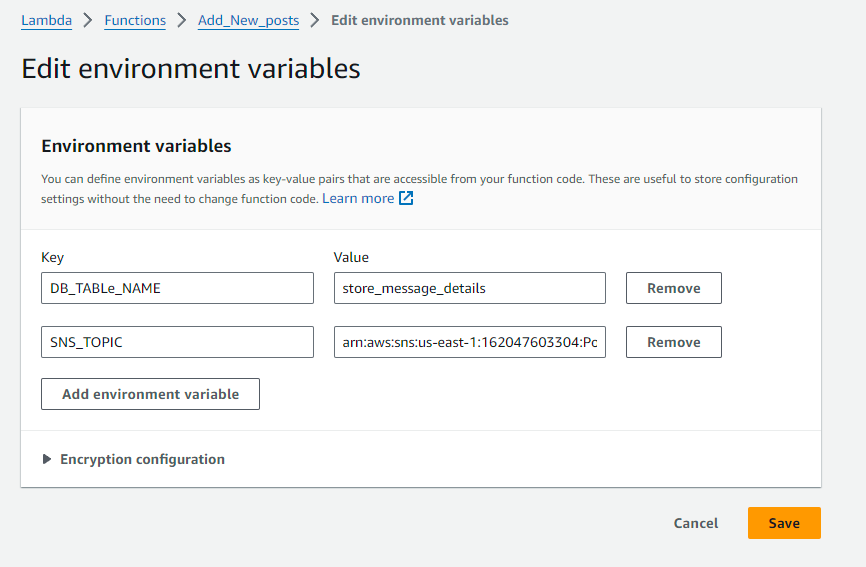 Lambda > Functions > Add_New_posts > Edit environment variables
Edit environment variables
Environment variables
You can define environment variables as key-value pairs that are accessible from your function code. These are useful to store configuration
settings without the need to change function code. Learn more
Key Value
DB_TABLe_NAME store_message_details Remove
SNS_TOPIC arn:aws:sns:us-east-1:162047603304:Po Remove
Add environment variable
Encryption configuration
Cancel Save